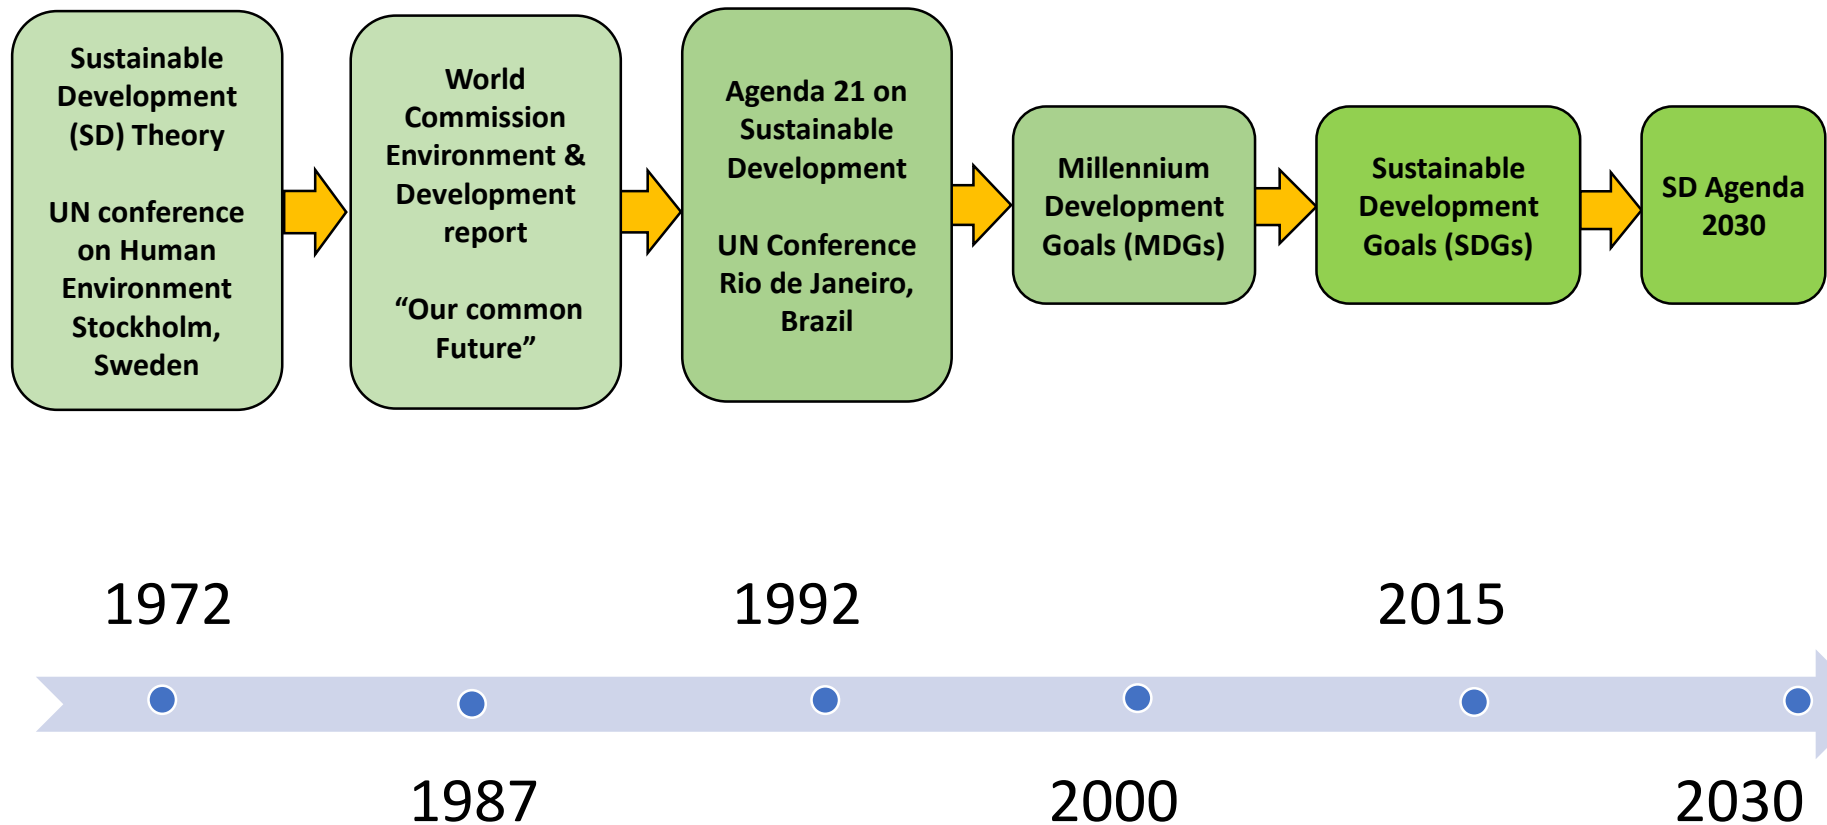 Sustainable
Development
(SD) Theory
UN conference
on Human
Environment
Stockholm,
Sweden
World
Commission
Environment &
Development
report
“Our common
Future”
Agenda 21 on
Sustainable
Development
UN Conference
Rio de Janeiro,
Brazil
Millennium
Development
Goals (MDGs)
Sustainable
Development
Goals (SDGs)
SD Agenda
2030
1972
1992
2015
1987
2000
2030